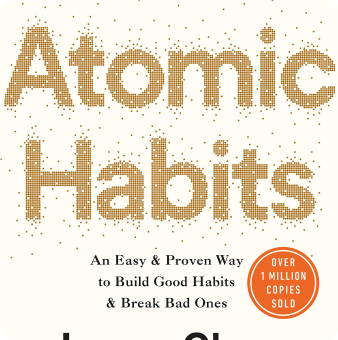 Atomic
Habits
An Easy & Proven Way
to Build Good Habits
& Break Bad Ones
OVER
1 MILLION
COPIES
SOLD